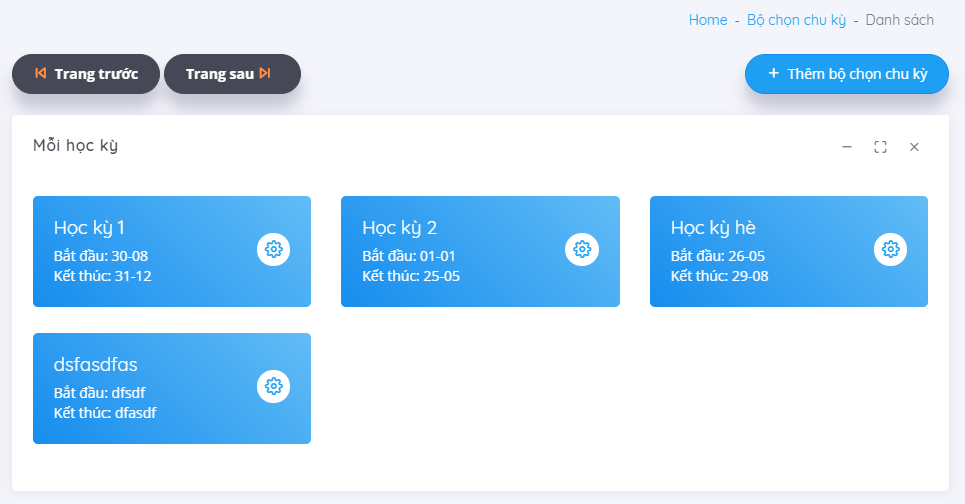 Home - Bộ chọn chu kỳ - Danh sách
Trang trước
Trang sau
+ Thêm bộ chọn chu kỳ
Mỗi học kỳ
Học kỳ 1
Bắt đầu: 30-08
Kết thúc: 31-12
Học kỳ 2
Bắt đầu: 01-01
Kết thúc: 25-05
Học kỳ hè
Bắt đầu: 26-05
Kết thúc: 29-08
dsfasdfas
Bắt đầu: dfsdf
Kết thúc: dfasdf